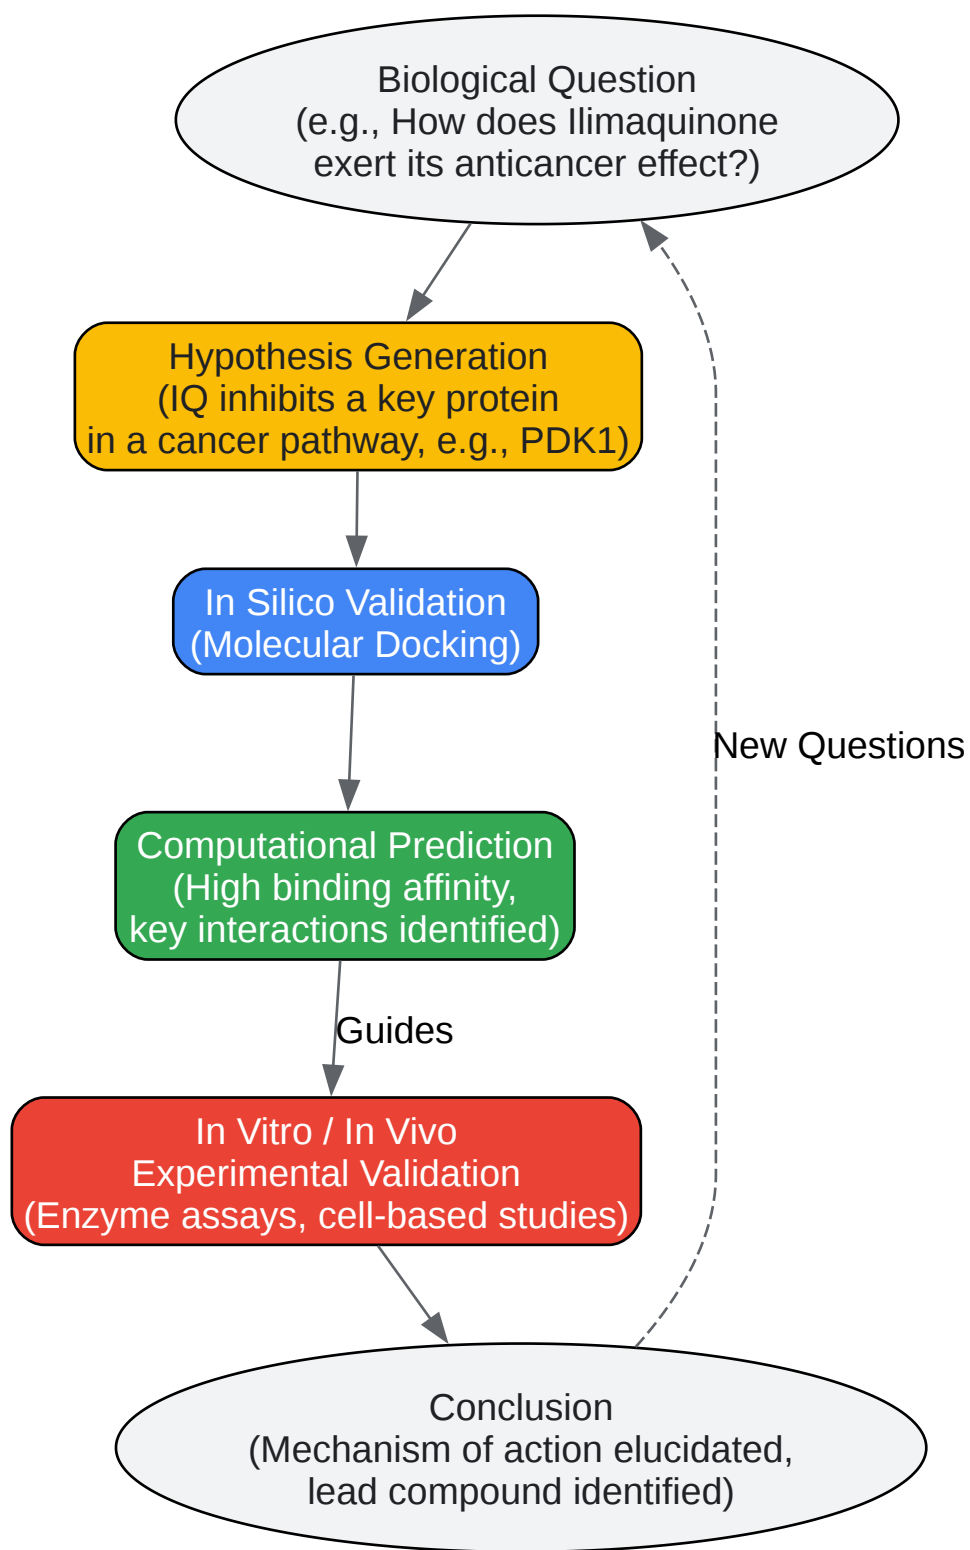 Biological Question
(e.g., How does Ilimaquinone
exert its anticancer effect?)
Hypothesis Generation
(IQ inhibits a key protein
in a cancer pathway, e.g., PDK1)
In Silico Validation
(Molecular Docking)
New Questions
Computational Prediction
(High binding affinity,
key interactions identified)
Guides
In Vitro / In Vivo
Experimental Validation
(Enzyme assays, cell-based studies)
Conclusion
(Mechanism of action elucidated,
lead compound identified)